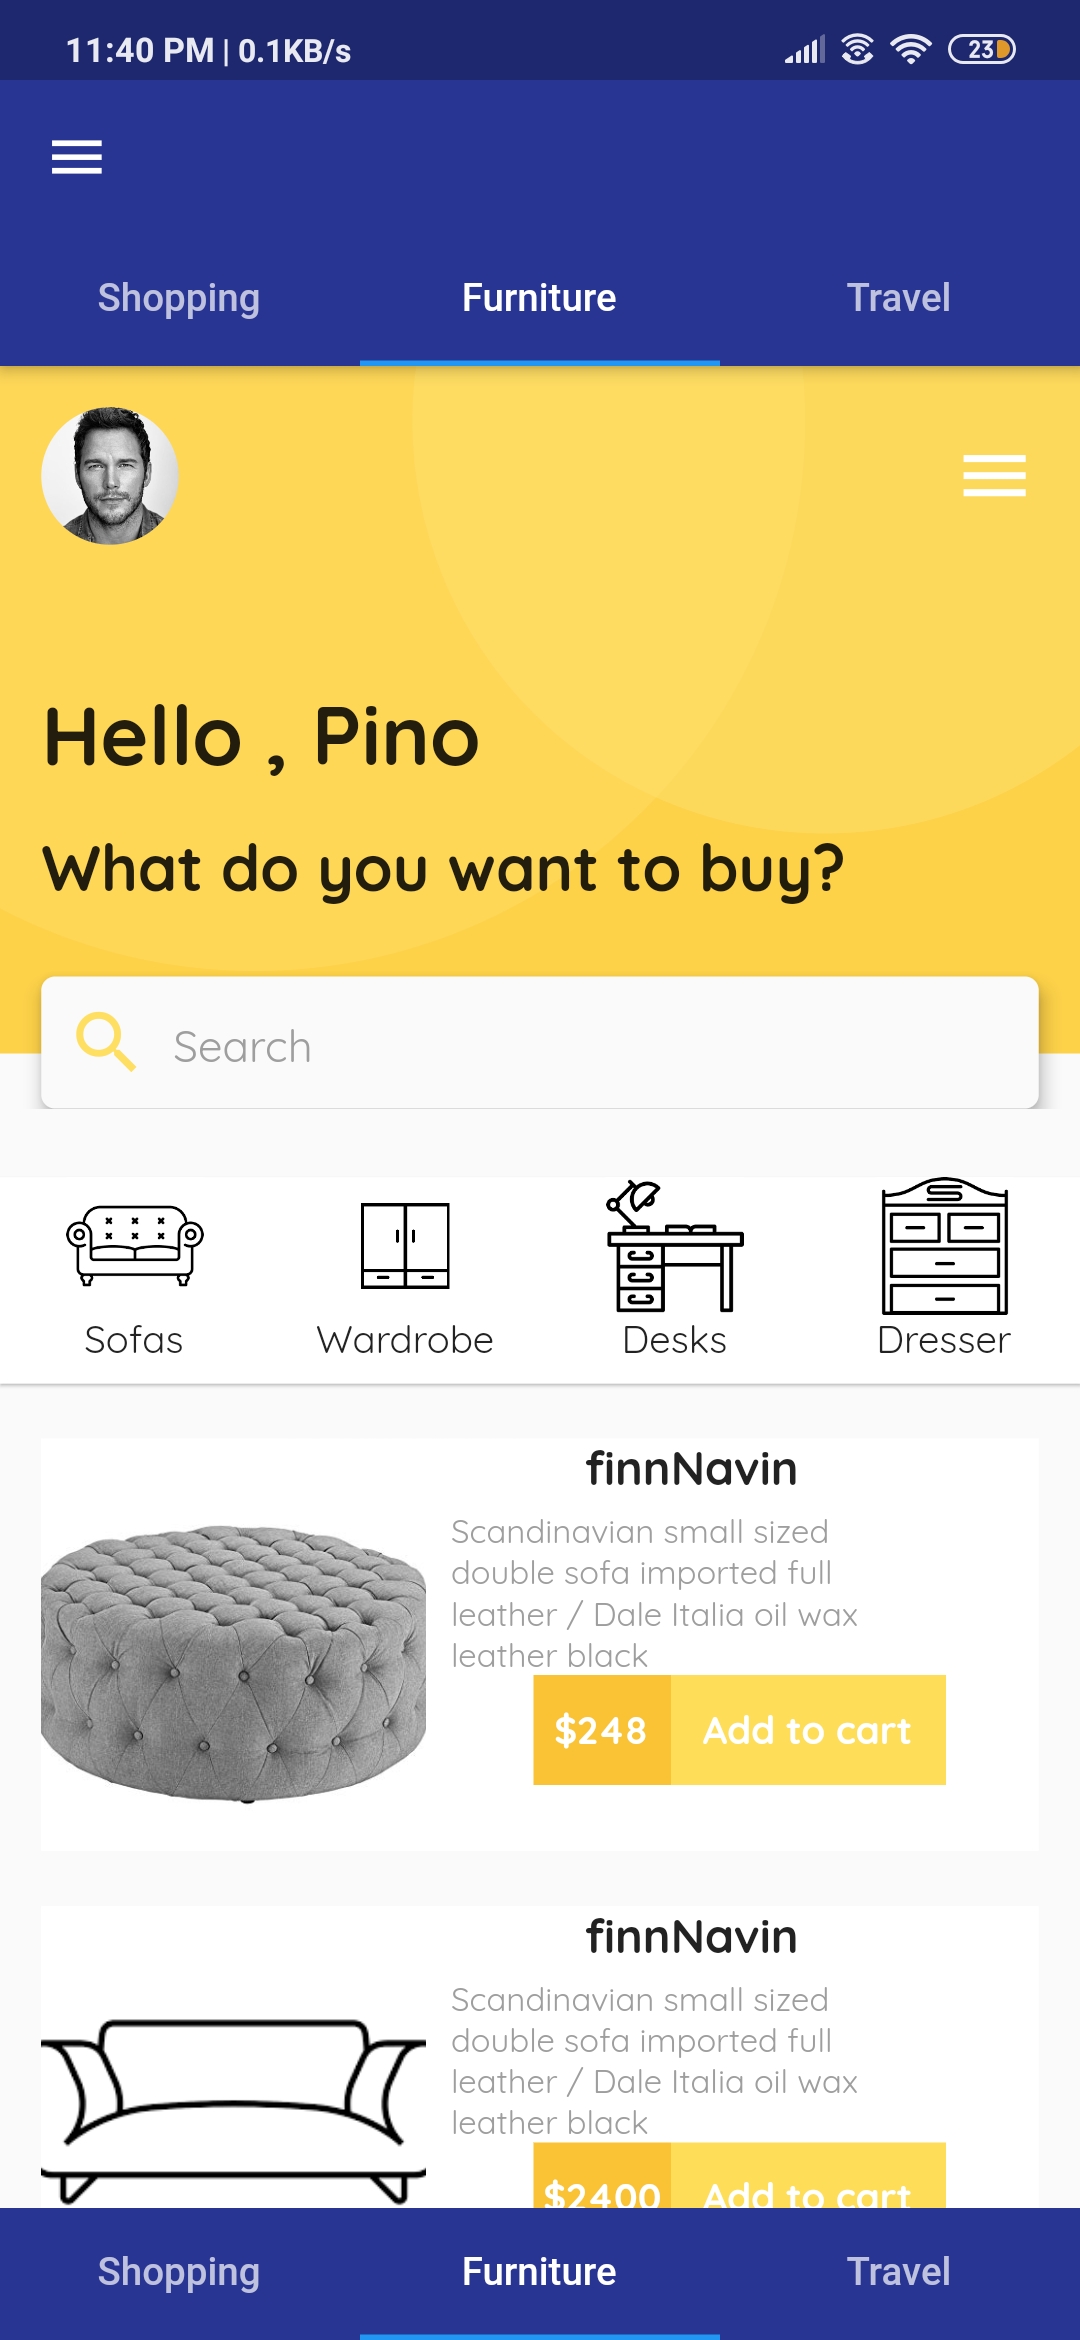 11:40 PM | 0.1KB/s
23
Shopping
Furniture
Travel
Hello , Pino
What do you want to buy?
Search
Sofas
Wardrobe
Desks
Dresser
finnNavin
Scandinavian small sized
double sofa imported full
leather / Dale Italia oil wax
leather black
$248
Add to cart
finnNavin
Scandinavian small sized
double sofa imported full
leather / Dale Italia oil wax
leather black
$2400
Add to cart
Shopping
Furniture
Travel